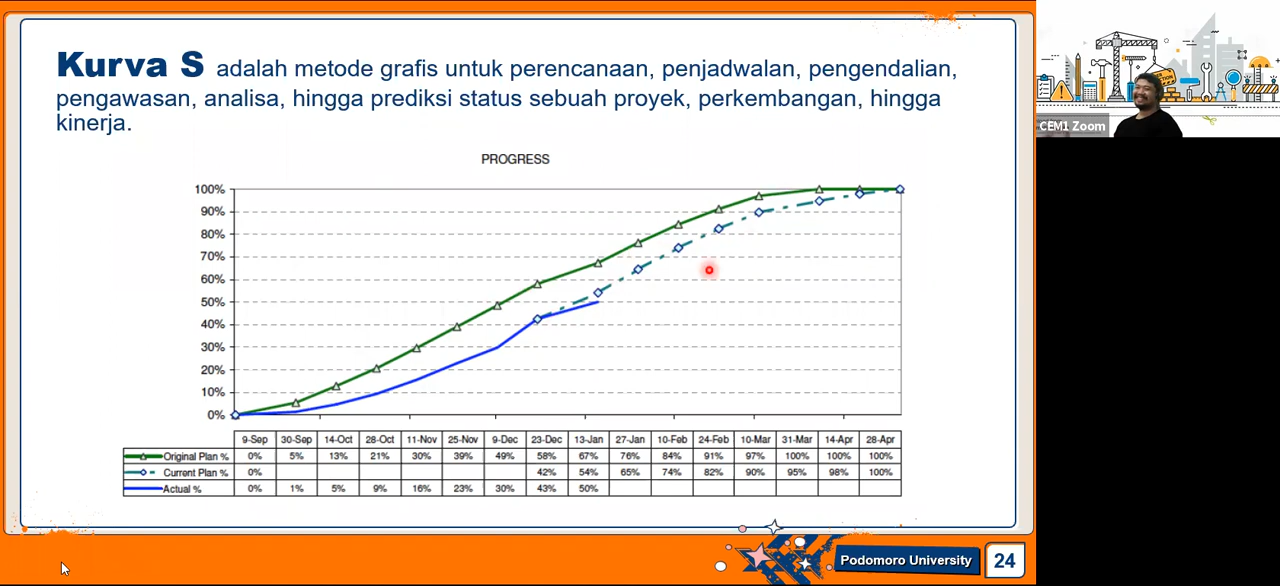 Kurva S adalah metode grafis untuk perencanaan, penjadwalan, pengendalian,
pengawasan, analisa, hingga prediksi status sebuah proyek, perkembangan, hingga
kinerja.
PROGRESS
100%
90%
80%
70%
60%
50%
40%
30%
20%
10%
0%
9-Sep 30-Sep 14-Oct 28-Oct 11-Nov 25-Nov 9-Dec 23-Dec 13-Jan 27-Jan 10-Feb 24-Feb 10-Mar 31-Mar 14-Apr 28-Apr
Original Plan % 0% 5% 13% 21% 30% 39% 49% 58% 67% 76% 84% 91% 97% 100% 100% 100%
Current Plan % 0% 42% 54% 65% 74% 82% 90% 95% 98% 100%
Actual % 0% 1% 5% 9% 16% 23% 30% 43% 50%
Podomoro University 24
CEM1 Zoom